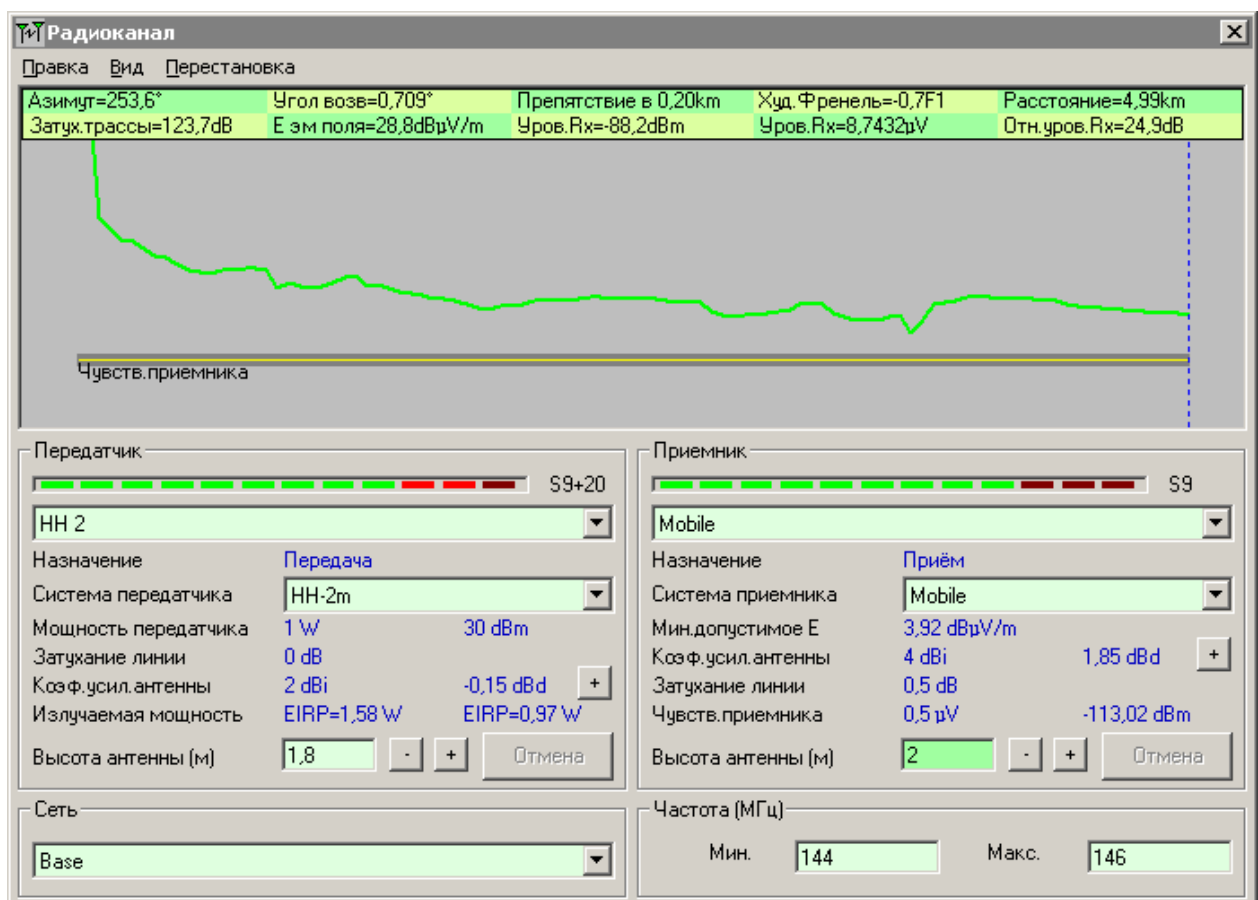 Радиоканал
Правка Вид Перестановка
Азимут=253,6° Угол возв=0,709° Препятствие в 0,20km Худ.Френель=-0,7F1 Расстояние=4,99km
Затух.трассы=123,7dB E эм поля=28,8dBµV/m Уров.Rx=-88,2dBm Уров.Rx=8,7432µV Отн.уров.Rx=24,9dB
Чувств.приемника
Передатчик
S9+20
HH 2
Назначение Передача
Система передатчика HH-2m
Мощность передатчика 1 W 30 dBm
Затухание линии 0 dB
Коэф.усил.антенны 2 dBi -0,15 dBd +
Излучаемая мощность EIRP=1,58 W EIRP=0,97 W
Высота антенны (м) 1,8 - + Отмена
Приемник
S9
Mobile
Назначение Приём
Система приемника Mobile
Мин.допустимое E 3,92 dBµV/m
Коэф.усил.антенны 4 dBi 1,85 dBd +
Затухание линии 0,5 dB
Чувств.приемника 0,5 µV -113,02 dBm
Высота антенны (м) 2 - + Отмена
Сеть
Base
Частота (МГц)
Мин. 144 Макс. 146